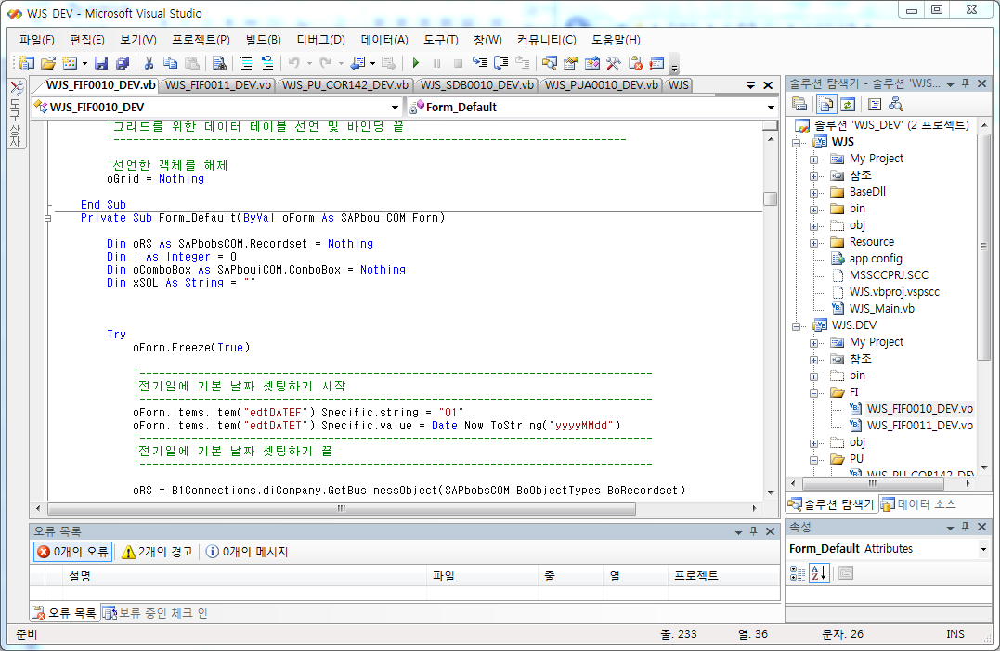 WJS_DEV - Microsoft Visual Studio
파일(F) 편집(E) 보기(V) 프로젝트(P) 빌드(B) 디버그(D) 데이터(A) 도구(T) 창(W) 커뮤니티(C) 도움말(H)
도구 상자
WJS_FIF0010_DEV.vb WJS_FIF0011_DEV.vb WJS_PU_COR142_DEV.vb WJS_SDB0010_DEV.vb WJS_PUA0010_DEV.vb WJS
WJS_FIF0010_DEV Form_Default
'그리드를 위한 데이터 테이블 선언 및 바인딩 끝
'-------------------------------------------------------------------------------
'선언한 객체를 해제
oGrid = Nothing
End Sub
Private Sub Form_Default(ByVal oForm As SAPbouiCOM.Form)
Dim oRS As SAPbobsCOM.Recordset = Nothing
Dim i As Integer = 0
Dim oComboBox As SAPbouiCOM.ComboBox = Nothing
Dim xSQL As String = ""
Try
oForm.Freeze(True)
'-------------------------------------------------------------------------------
'전기일에 기본 날짜 셋팅하기 시작
'-------------------------------------------------------------------------------
oForm.Items.Item("edtDATEF").Specific.string = "01"
oForm.Items.Item("edtDATET").Specific.value = Date.Now.ToString("yyyyMMdd")
'-------------------------------------------------------------------------------
'전기일에 기본 날짜 셋팅하기 끝
'-------------------------------------------------------------------------------
oRS = B1Connections.diCompany.GetBusinessObject(SAPbobsCOM.BoObjectTypes.BoRecordset)
솔루션 탐색기 - 솔루션 'WJS...
솔루션 'WJS_DEV' (2 프로젝트)
WJS
My Project
참조
BaseDll
bin
obj
Resource
app.config
MSSCCPRJ.SCC
WJS.vbproj.vspscc
WJS_Main.vb
WJS.DEV
My Project
참조
bin
FI
WJS_FIF0010_DEV.vb
WJS_FIF0011_DEV.vb
obj
PU
WJS_PU_COR142_DEV
솔루션 탐색기 데이터 소스
속성
Form_Default Attributes
오류 목록
0개의 오류 2개의 경고 0개의 메시지
설명 파일 줄 열 프로젝트
오류 목록 보류 중인 체크 인
준비 줄: 233 열: 36 문자: 26 INS